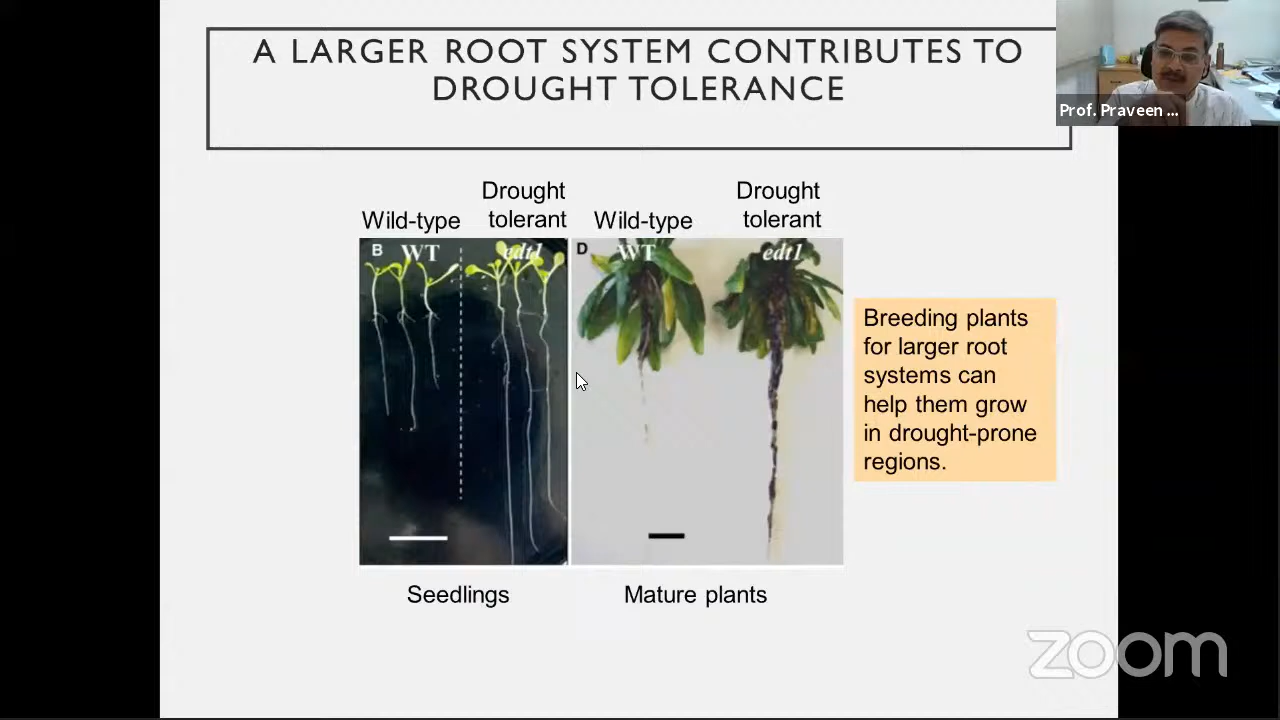 A LARGER ROOT SYSTEM CONTRIBUTES TO
DROUGHT TOLERANCE
Prof. Praveen ...
Wild-type
Drought
tolerant
Wild-type
Drought
tolerant
B WT
edt1
D WT
edt1
Breeding plants
for larger root
systems can
help them grow
in drought-prone
regions.
Seedlings
Mature plants
zoom